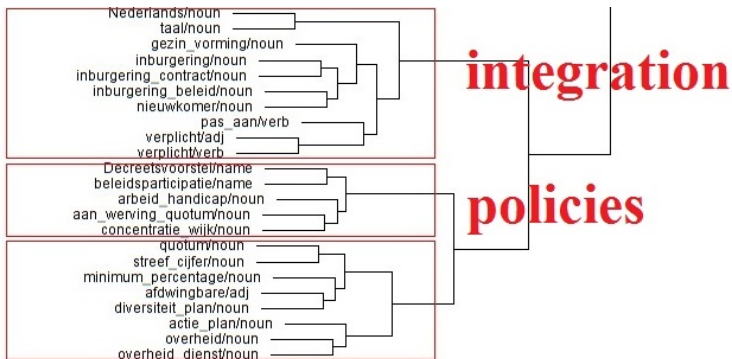 Nederlands/noun
taal/noun
gezin_vorming/noun
inburgering/noun
inburgering_contract/noun
inburgering_beleid/noun
nieuwkomer/noun
pas_aan/verb
verplicht/adj
verplicht/verb
integration
Decreetsvoorstel/name
beleidsparticipatie/name
arbeid_handicap/noun
aan_werving_quotum/noun
concentratie_wijk/noun
policies
quotum/noun
streef_cijfer/noun
minimum_percentage/noun
afdwingbare/adj
diversiteit_plan/noun
actie_plan/noun
overheid/noun
overheid_dienst/noun